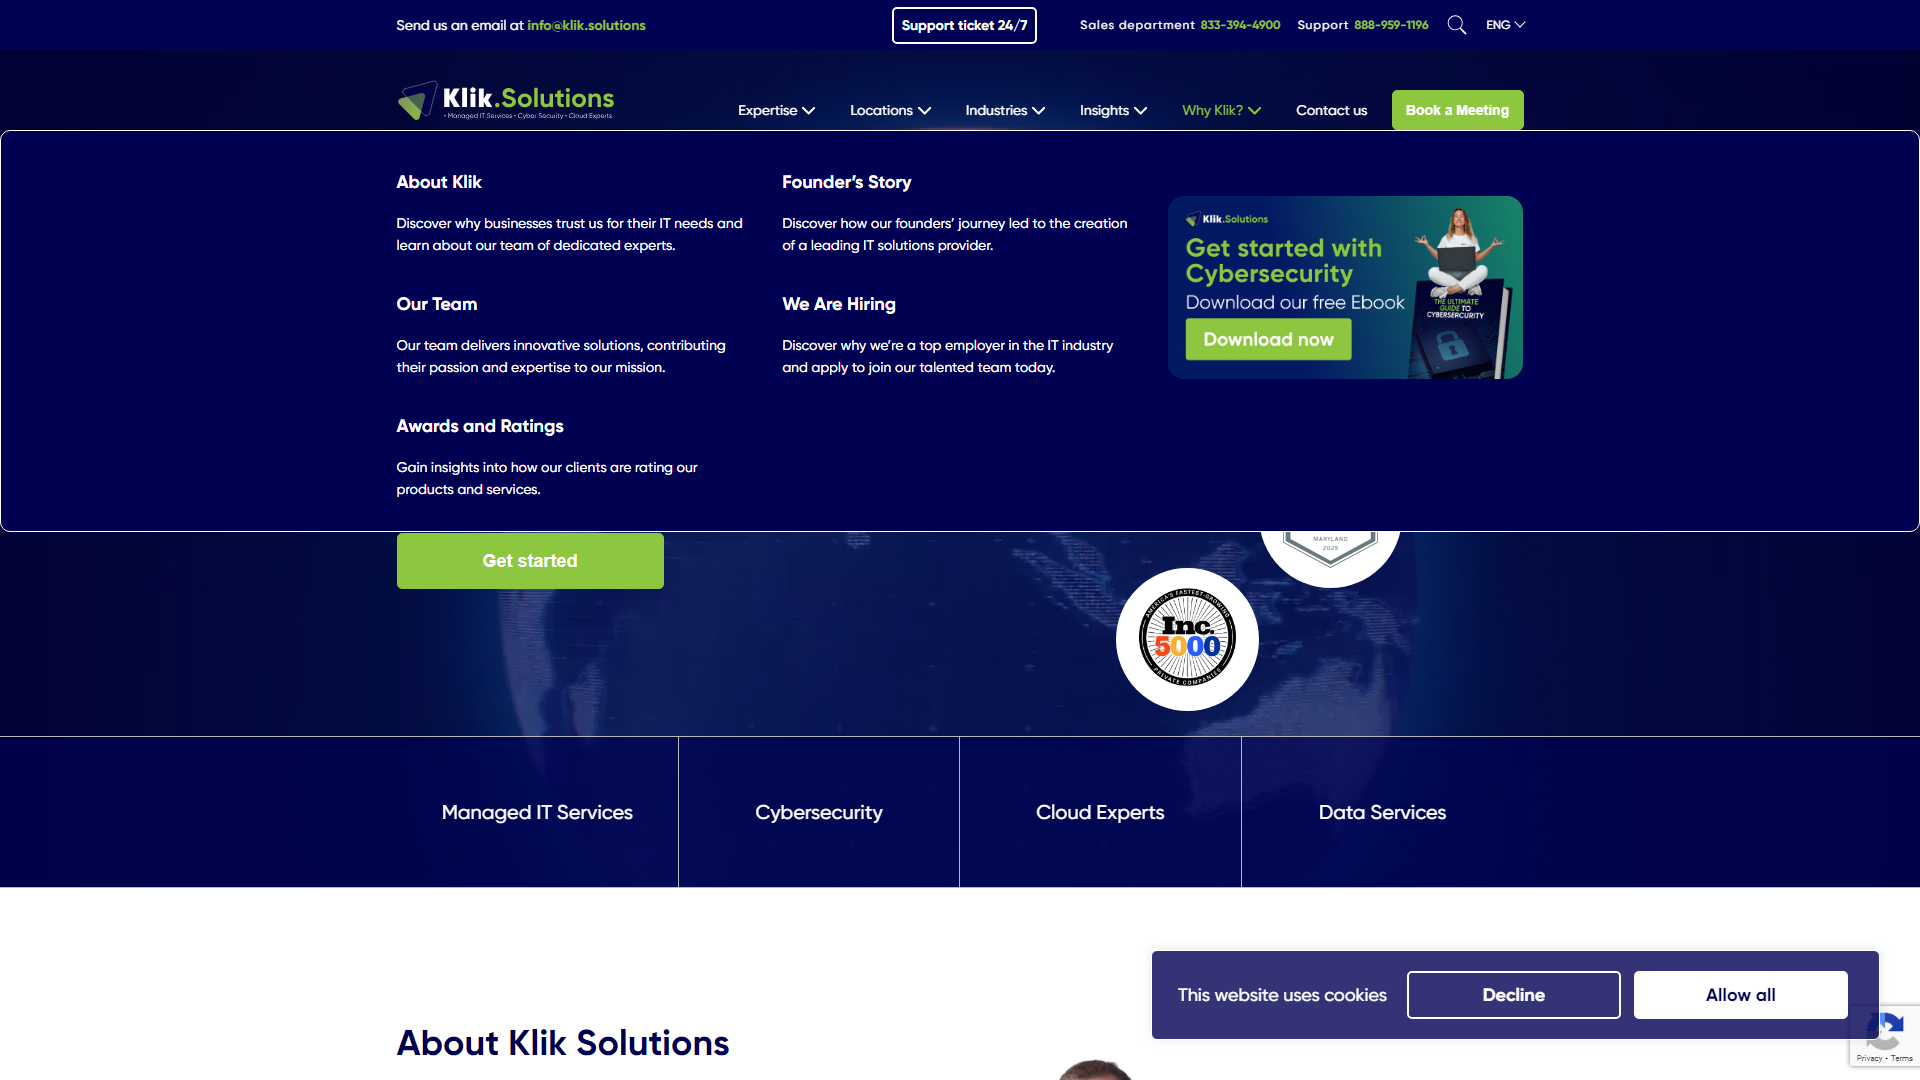 Send us an email at info@klik.solutions
Support ticket 24/7
Sales department 833-394-4900
Support 888-959-1196
ENG
Klik.Solutions
• Managed IT Services • Cyber Security • Cloud Experts
Expertise
Locations
Industries
Insights
Why Klik?
Contact us
Book a Meeting
About Klik
Discover why businesses trust us for their IT needs and
learn about our team of dedicated experts.
Founder’s Story
Discover how our founders’ journey led to the creation
of a leading IT solutions provider.
Our Team
Our team delivers innovative solutions, contributing
their passion and expertise to our mission.
We Are Hiring
Discover why we’re a top employer in the IT industry
and apply to join our talented team today.
Awards and Ratings
Gain insights into how our clients are rating our
products and services.
Klik.Solutions
Get started with
Cybersecurity
Download our free Ebook
Download now
THE ULTIMATE
GUIDE TO
CYBERSERCURITY
Get started
MARYLAND
2025
AMERICA'S FASTEST-GROWING
Inc.
5000
PRIVATE COMPANIES
Managed IT Services
Cybersecurity
Cloud Experts
Data Services
About Klik Solutions
This website uses cookies
Decline
Allow all
Privacy - Terms